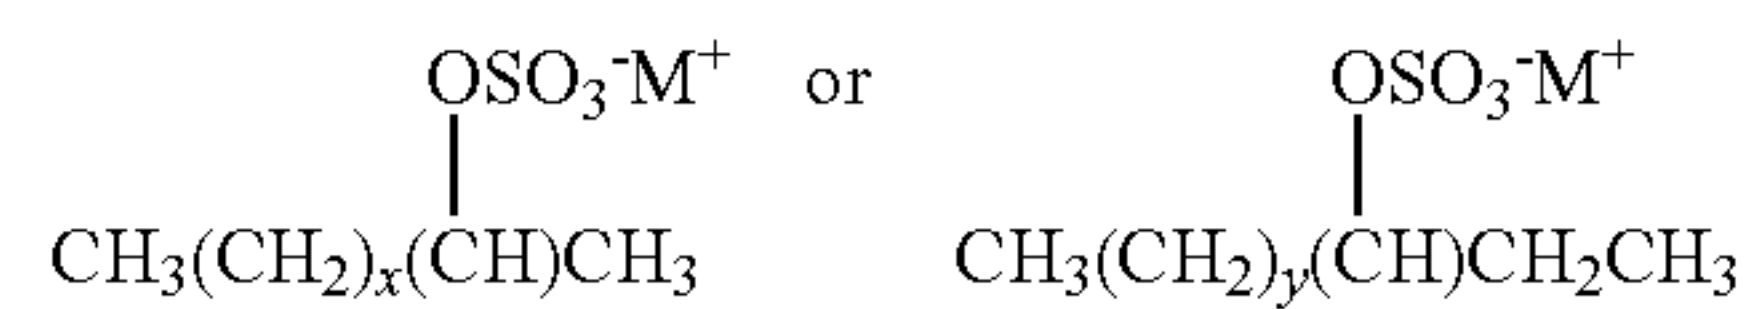 OSO₃⁻M⁺ or OSO₃⁻M⁺
CH₃(CH₂)ₓ(CH)CH₃ CH₃(CH₂)y(CH)CH₂CH₃